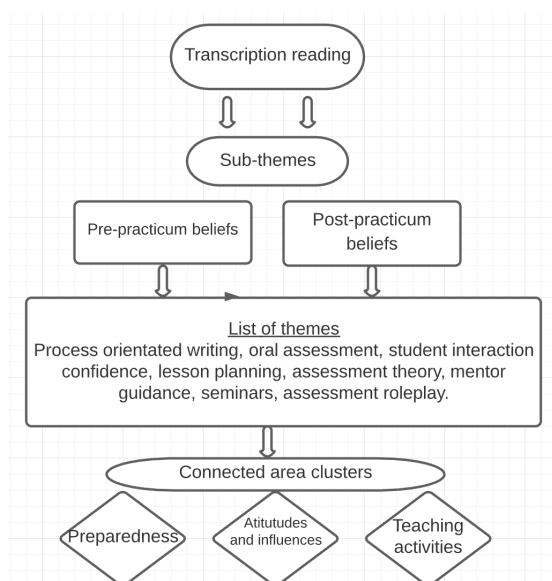 Transcription reading
Sub-themes
Pre-practicum beliefs
Post-practicum
beliefs
List of themes
Process orientated writing, oral assessment, student interaction
confidence, lesson planning, assessment theory, mentor
guidance, seminars, assessment roleplay.
Connected area clusters
Preparedness
Atitutudes
and influences
Teaching
activities